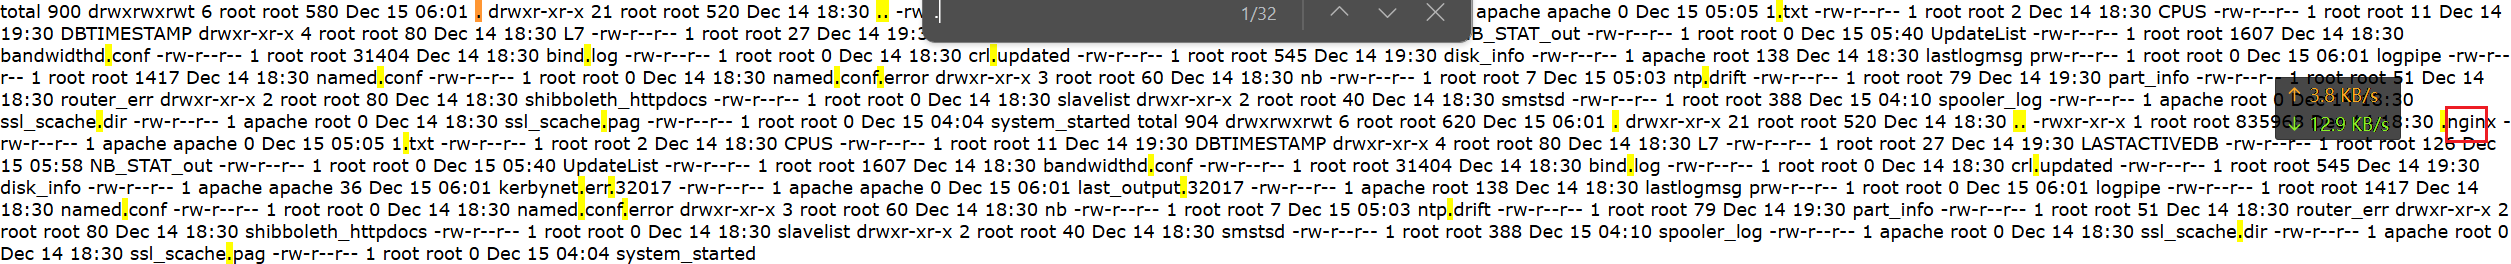 total 900 drwxrwxrwt 6 root root 580 Dec 15 06:01 . drwxr-xr-x 21 root root 520 Dec 14 18:30 .. -rw apache apache 0 Dec 15 05:05 1.txt -rw-r--r-- 1 root root 2 Dec 14 18:30 CPUS -rw-r--r-- 1 root root 11 Dec 14
.
1/32
19:30 DBTIMESTAMP drwxr-xr-x 4 root root 80 Dec 14 18:30 L7 -rw-r--r-- 1 root root 27 Dec 14 19:3 B_STAT_out -rw-r--r-- 1 root root 0 Dec 15 05:40 UpdateList -rw-r--r-- 1 root root 1607 Dec 14 18:30
bandwidthd.conf -rw-r--r-- 1 root root 31404 Dec 14 18:30 bind.log -rw-r--r-- 1 root root 0 Dec 14 18:30 crl.updated -rw-r--r-- 1 root root 545 Dec 14 19:30 disk_info -rw-r--r-- 1 apache root 138 Dec 14 18:30 lastlogmsg prw-r--r-- 1 root root 0 Dec 15 06:01 logpipe -rw-r--
r-- 1 root root 1417 Dec 14 18:30 named.conf -rw-r--r-- 1 root root 0 Dec 14 18:30 named.conf.error drwxr-xr-x 3 root root 60 Dec 14 18:30 nb -rw-r--r-- 1 root root 7 Dec 15 05:03 ntp.drift -rw-r--r-- 1 root root 79 Dec 14 19:30 part_info -rw-r--r-- 1 root root 51 Dec 14
18:30 router_err drwxr-xr-x 2 root root 80 Dec 14 18:30 shibboleth_httpdocs -rw-r--r-- 1 root root 0 Dec 14 18:30 slavelist drwxr-xr-x 2 root root 40 Dec 14 18:30 smstsd -rw-r--r-- 1 root root 388 Dec 15 04:10 spooler_log -rw-r--r-- 1 apache root 0 Dec 14 18:30
↑ 3.8 KB/s
ssl_scache.dir -rw-r--r-- 1 apache root 0 Dec 14 18:30 ssl_scache.pag -rw-r--r-- 1 root root 0 Dec 15 04:04 system_started total 904 drwxrwxrwt 6 root root 620 Dec 15 06:01 . drwxr-xr-x 21 root root 520 Dec 14 18:30 .. -rwxr-xr-x 1 root root 835963 Dec 14 18:30 .nginx -
↓ 12.9 KB/s
rw-r--r-- 1 apache apache 0 Dec 15 05:05 1.txt -rw-r--r-- 1 root root 2 Dec 14 18:30 CPUS -rw-r--r-- 1 root root 11 Dec 14 19:30 DBTIMESTAMP drwxr-xr-x 4 root root 80 Dec 14 18:30 L7 -rw-r--r-- 1 root root 27 Dec 14 19:30 LASTACTIVEDB -rw-r--r-- 1 root root 126 Dec
15 05:58 NB_STAT_out -rw-r--r-- 1 root root 0 Dec 15 05:40 UpdateList -rw-r--r-- 1 root root 1607 Dec 14 18:30 bandwidthd.conf -rw-r--r-- 1 root root 31404 Dec 14 18:30 bind.log -rw-r--r-- 1 root root 0 Dec 14 18:30 crl.updated -rw-r--r-- 1 root root 545 Dec 14 19:30
disk_info -rw-r--r-- 1 apache apache 36 Dec 15 06:01 kerbynet.err.32017 -rw-r--r-- 1 apache apache 0 Dec 15 06:01 last_output.32017 -rw-r--r-- 1 apache root 138 Dec 14 18:30 lastlogmsg prw-r--r-- 1 root root 0 Dec 15 06:01 logpipe -rw-r--r-- 1 root root 1417 Dec 14
18:30 named.conf -rw-r--r-- 1 root root 0 Dec 14 18:30 named.conf.error drwxr-xr-x 3 root root 60 Dec 14 18:30 nb -rw-r--r-- 1 root root 7 Dec 15 05:03 ntp.drift -rw-r--r-- 1 root root 79 Dec 14 19:30 part_info -rw-r--r-- 1 root root 51 Dec 14 18:30 router_err drwxr-xr-x 2
root root 80 Dec 14 18:30 shibboleth_httpdocs -rw-r--r-- 1 root root 0 Dec 14 18:30 slavelist drwxr-xr-x 2 root root 40 Dec 14 18:30 smstsd -rw-r--r-- 1 root root 388 Dec 15 04:10 spooler_log -rw-r--r-- 1 apache root 0 Dec 14 18:30 ssl_scache.dir -rw-r--r-- 1 apache root 0
Dec 14 18:30 ssl_scache.pag -rw-r--r-- 1 root root 0 Dec 15 04:04 system_started